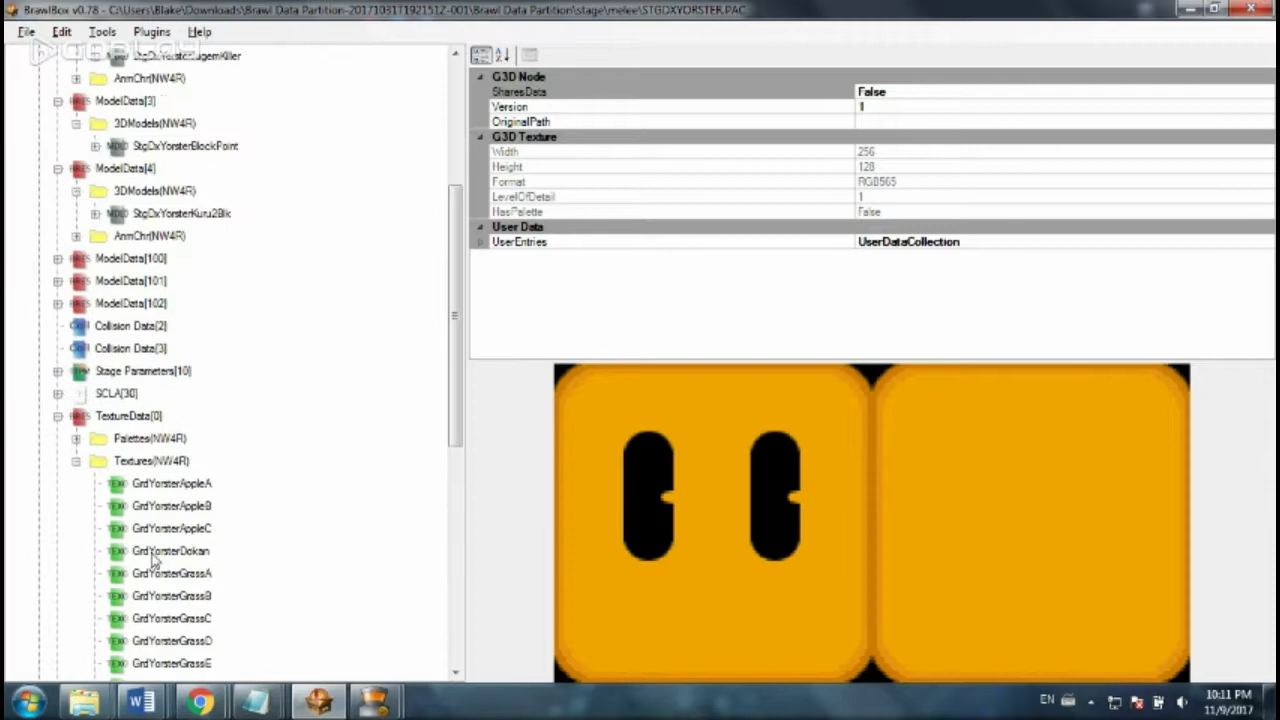 BrawlBox v0.78 - C:\Users\Blake\Downloads\Brawl Data Partition-20171031T192151Z-001\Brawl Data Partition\stage\melee\STGDXYORSTER.PAC
File Edit Tools Plugins Help
AnmChr(NW4R)
ModelData[3]
3DModels(NW4R)
StgDxYorsterBlockPoint
ModelData[4]
3DModels(NW4R)
StgDxYorsterKuru2Blk
AnmChr(NW4R)
ModelData[100]
ModelData[101]
ModelData[102]
Collision Data[2]
Collision Data[3]
Stage Parameters[10]
SCLA[30]
TextureData[0]
Palettes(NW4R)
Textures(NW4R)
GrdYorsterAppleA
GrdYorsterAppleB
GrdYorsterAppleC
GrdYorsterDokan
GrdYorsterGrassA
GrdYorsterGrassB
GrdYorsterGrassC
GrdYorsterGrassD
GrdYorsterGrassE
G3D Node
SharesData False
Version 1
OriginalPath
G3D Texture
Width 256
Height 128
Format RGB565
LevelOfDetail 1
HasPalette False
User Data
UserEntries UserDataCollection
EN
10:11 PM
11/9/2017